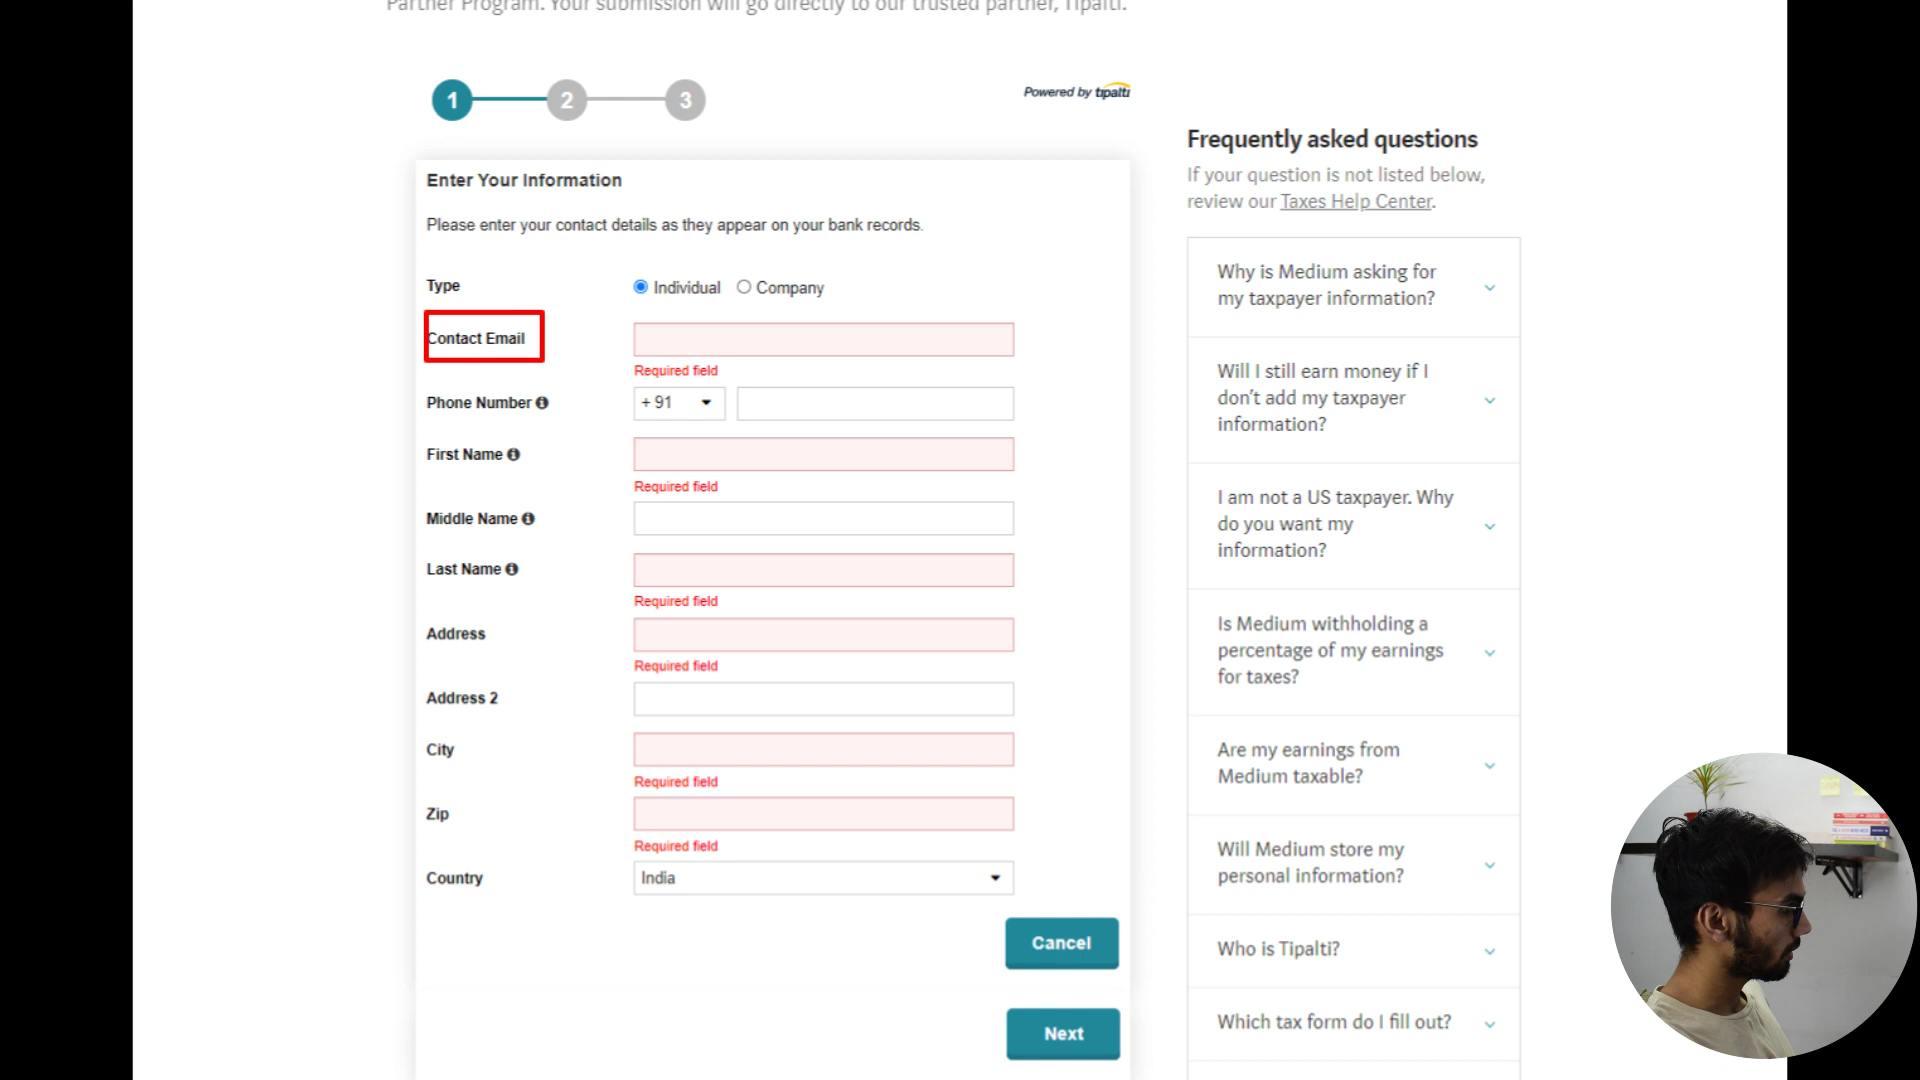 Partner Program. Your submission will go directly to our trusted partner, Tipalti.
1 2 3
Powered by tipalti
Enter Your Information
Please enter your contact details as they appear on your bank records.
Type Individual Company
Contact Email
Required field
Phone Number + 91
First Name
Required field
Middle Name
Last Name
Required field
Address
Required field
Address 2
City
Required field
Zip
Required field
Country India
Cancel
Next
Frequently asked questions
If your question is not listed below,
review our Taxes Help Center.
Why is Medium asking for
my taxpayer information?
Will I still earn money if I
don’t add my taxpayer
information?
I am not a US taxpayer. Why
do you want my
information?
Is Medium withholding a
percentage of my earnings
for taxes?
Are my earnings from
Medium taxable?
Will Medium store my
personal information?
Who is Tipalti?
Which tax form do I fill out?